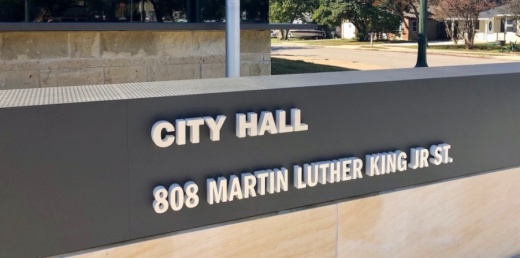 CITY HALL
808 MARTIN LUTHER KING JR ST.